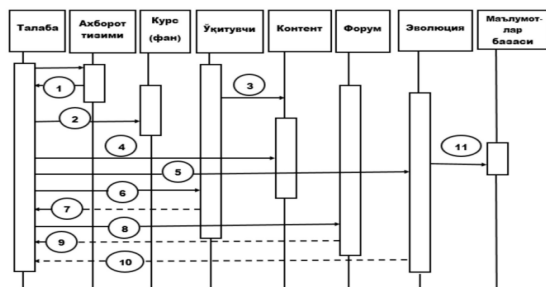 Талаба
Ахборот
тизими
Курс
(фан)
Ўқитувчи
Контент
Форум
Эволюция
Маълумот-
лар
базаси
1
2
3
4
5
6
7
8
9
10
11